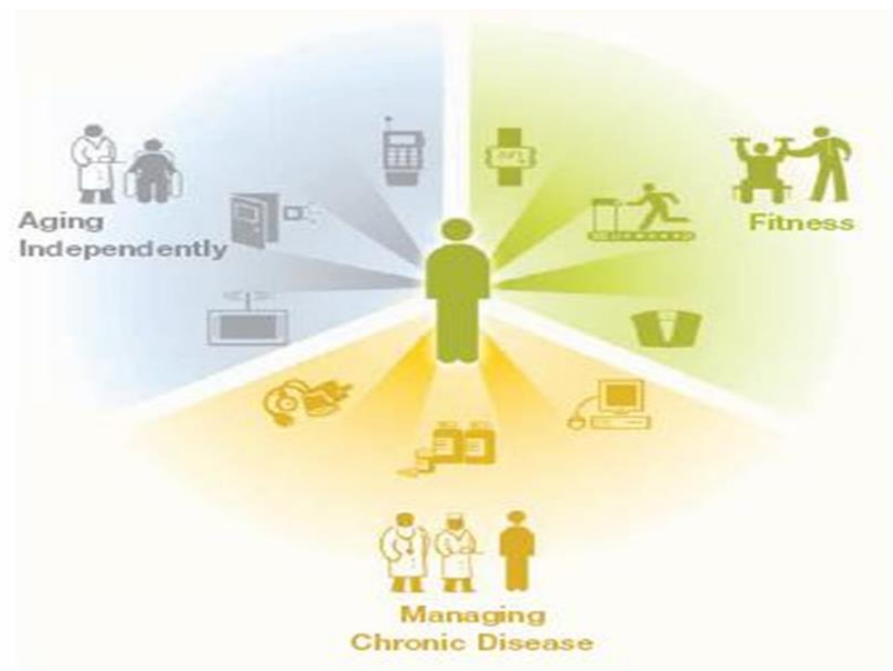 Aging
Independently
Fitness
Managing
Chronic Disease